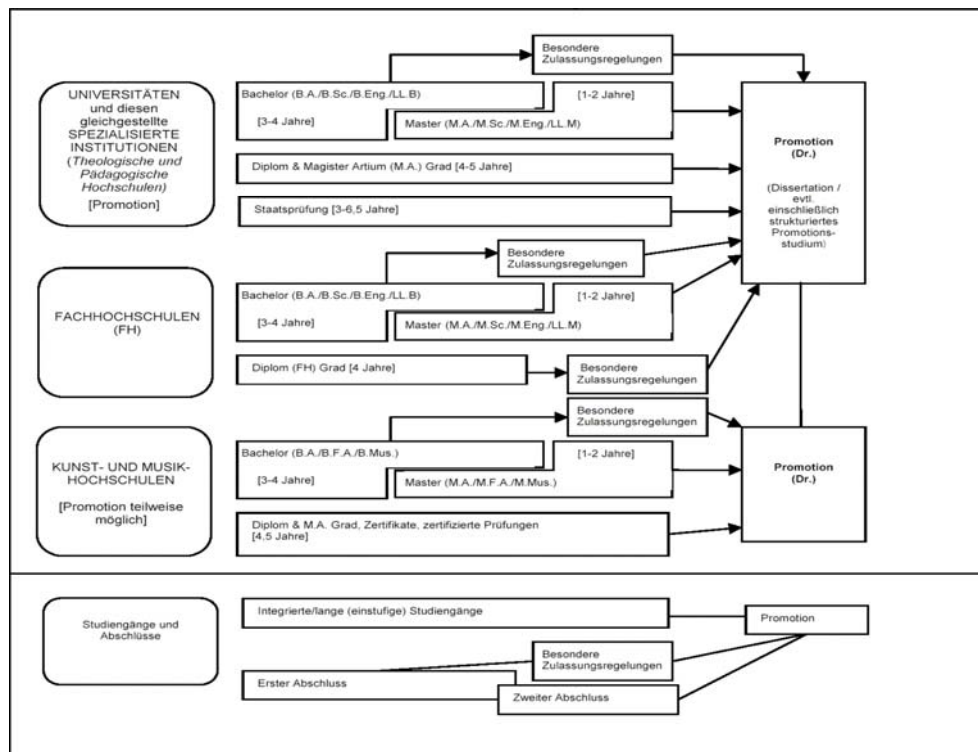 Besondere
Zulassungsregelungen
UNIVERSITÄTEN
und diesen
gleichgestellte
SPEZIALISIERTE
INSTITUTIONEN
(Theologische und
Pädagogische
Hochschulen)
[Promotion]
Bachelor (B.A./B.Sc./B.Eng./LL.B)
[3-4 Jahre]
[1-2 Jahre]
Master (M.A./M.Sc./M.Eng./LL.M)
Diplom & Magister Artium (M.A.) Grad [4-5 Jahre]
Staatsprüfung [3-6,5 Jahre]
Promotion
(Dr.)
(Dissertation /
evtl.
einschließlich
strukturiertes
Promotions-
studium)
FACHHOCHSCHULEN
(FH)
Besondere
Zulassungsregelungen
Bachelor (B.A./B.Sc./B.Eng./LL.B)
[3-4 Jahre]
[1-2 Jahre]
Master (M.A./M.Sc./M.Eng./LL.M)
Diplom (FH) Grad [4 Jahre]
Besondere
Zulassungsregelungen
KUNST- UND MUSIK-
HOCHSCHULEN
[Promotion teilweise
möglich]
Besondere
Zulassungsregelungen
Bachelor (B.A./B.F.A./B.Mus.)
[3-4 Jahre]
[1-2 Jahre]
Master (M.A./M.F.A./M.Mus.)
Diplom & M.A. Grad, Zertifikate, zertifizierte Prüfungen
[4,5 Jahre]
Promotion
(Dr.)
Studiengänge und
Abschlüsse
Integrierte/lange (einstufige) Studiengänge
Promotion
Besondere
Zulassungsregelungen
Erster Abschluss
Zweiter Abschluss